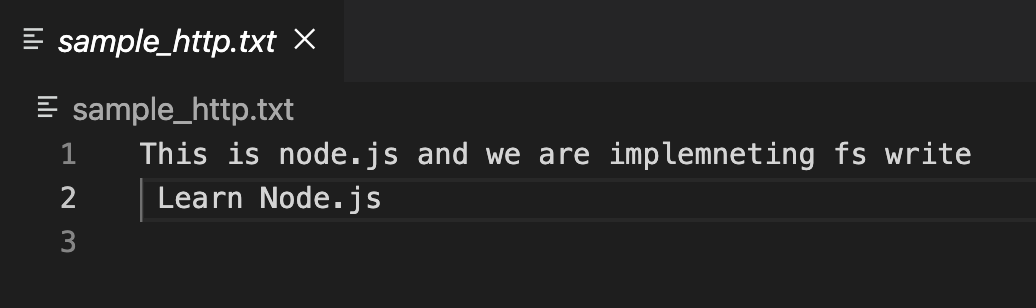 sample_http.txt
sample_http.txt
1 This is node.js and we are implemneting fs write
2 Learn Node.js
3